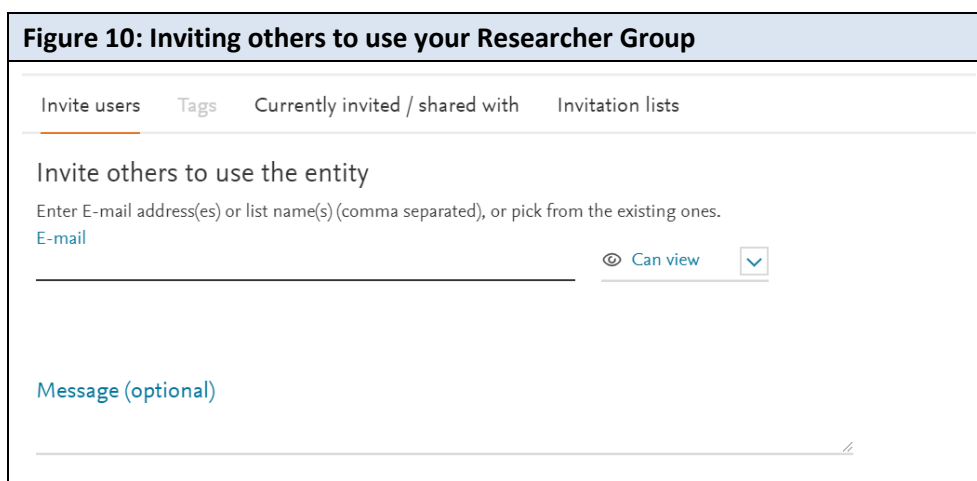 Figure 10: Inviting others to use your Researcher Group
Invite users Tags Currently invited / shared with Invitation lists
Invite others to use the entity
Enter E-mail address(es) or list name(s) (comma separated), or pick from the existing ones.
E-mail
Can view
Message (optional)